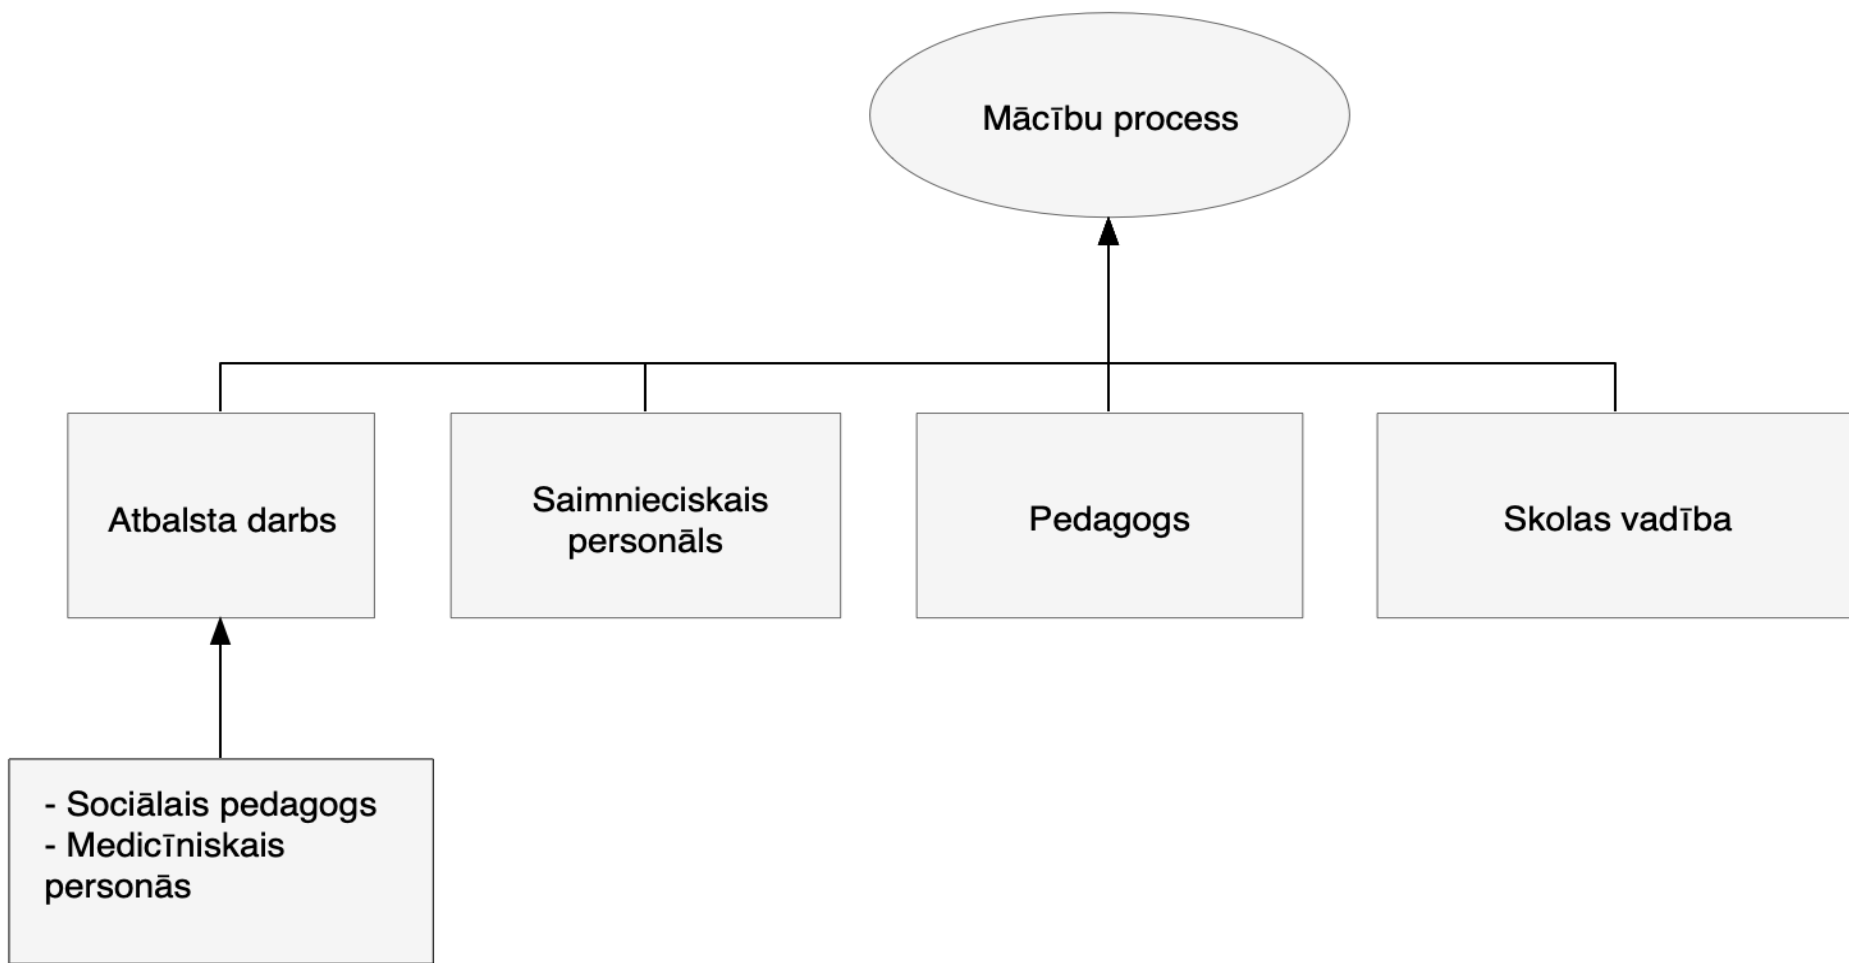 Mācību process
Atbalsta darbs
Saimnieciskais
personāls
Pedagogs
Skolas vadība
- Sociālais pedagogs
- Medicīniskais
personās